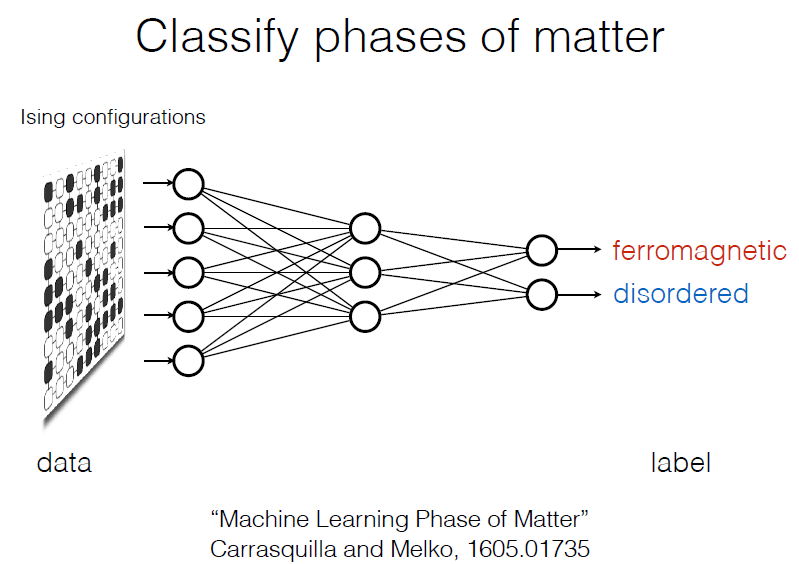 Classify phases of matter
Ising configurations
ferromagnetic
disordered
data
label
“Machine Learning Phase of Matter”
Carrasquilla and Melko, 1605.01735